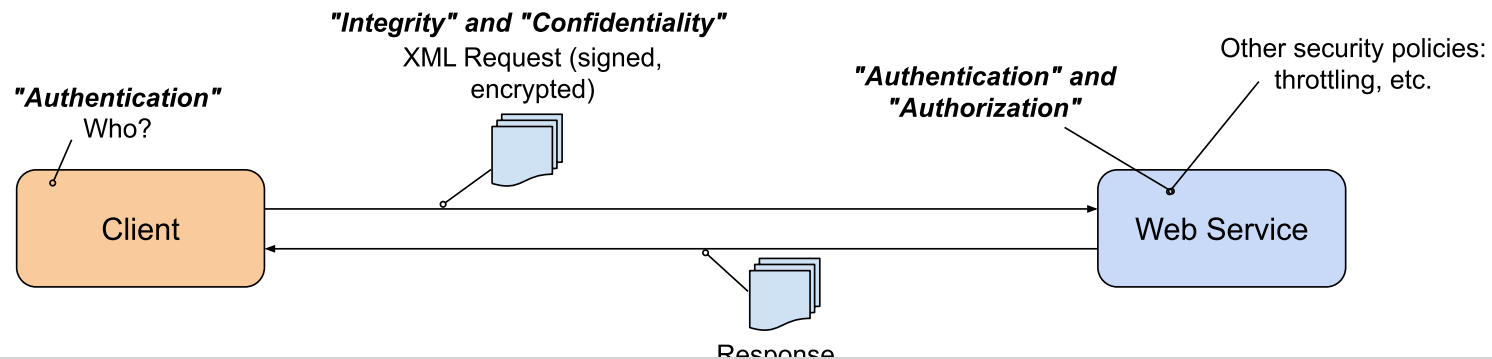 "Integrity" and "Confidentiality"
XML Request (signed,
encrypted)
"Authentication"
Who?
"Authentication" and
"Authorization"
Other security policies:
throttling, etc.
Client
Web Service
Response